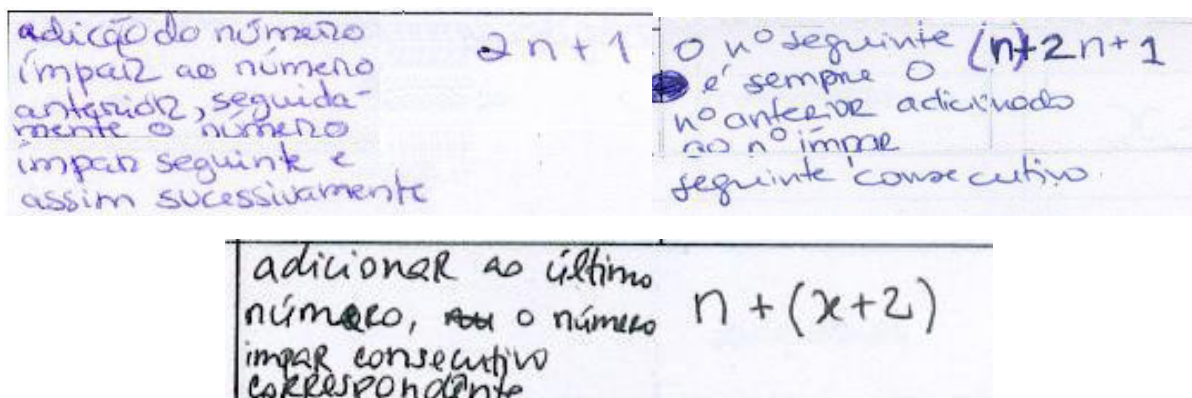 adição do número
ímpar ao número
anterior, seguida-
mente o número
ímpar seguinte e
assim sucessivamente
2n+1
O nº seguinte
é sempre o
nº anterior adicionado
ao nº ímpar
seguinte consecutivo.
(n)+2n+1
adicionar ao último
número, o número
impar consecutivo
correspondente
n + (x+2)